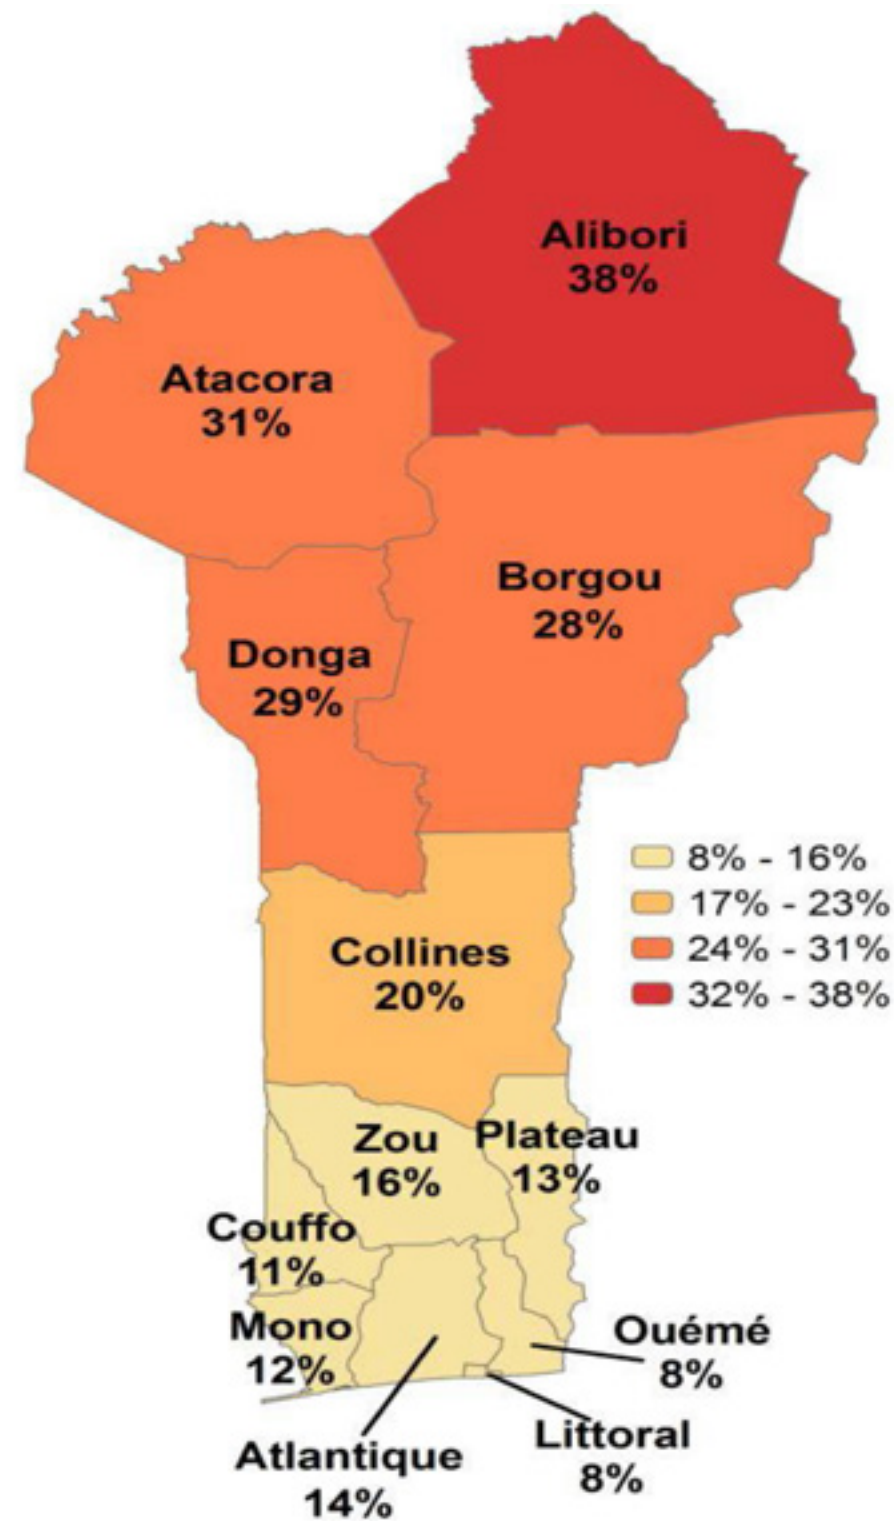 Alibori
38%
Atacora
31%
Borgou
28%
Donga
29%
8% - 16%
17% - 23%
24% - 31%
32% - 38%
Collines
20%
Zou
16%
Plateau
13%
Couffo
11%
Mono
12%
Ouémé
8%
Littoral
8%
Atlantique
14%